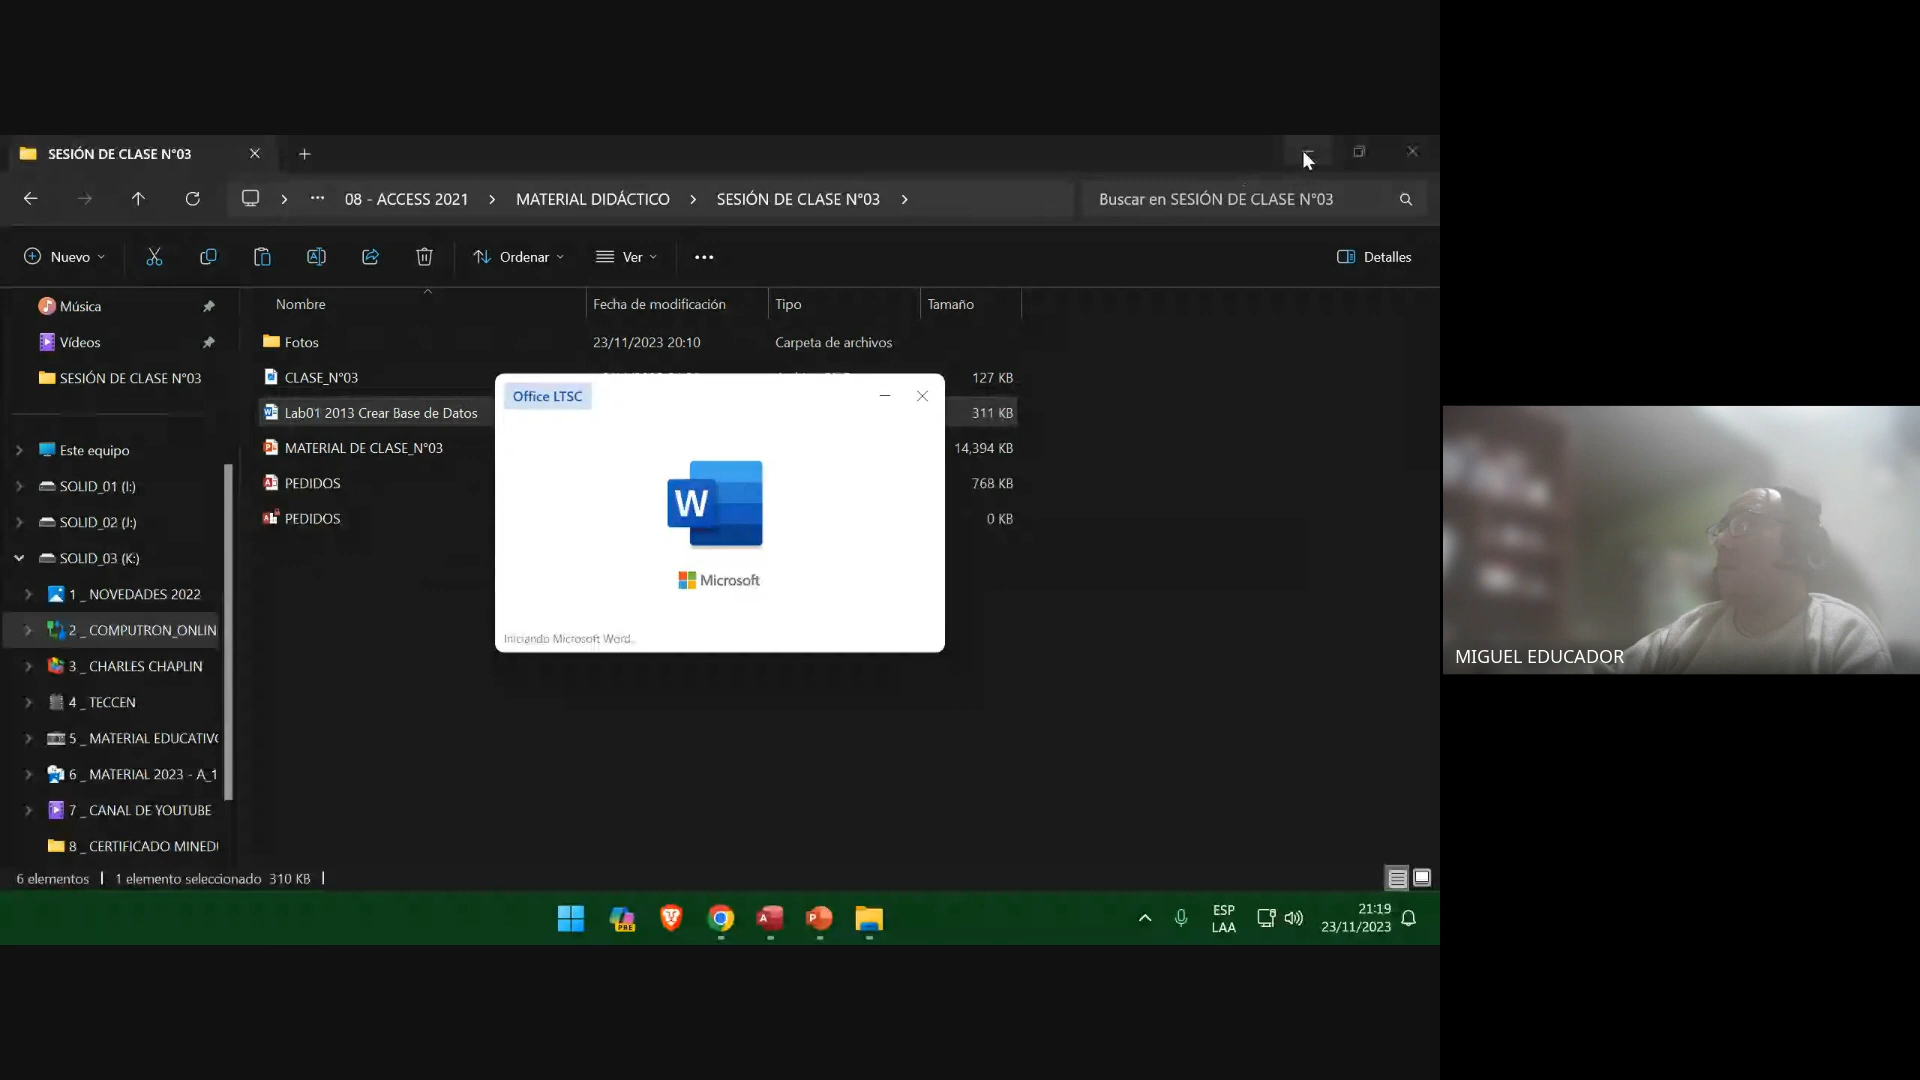 SESIÓN DE CLASE N°03
08 - ACCESS 2021 MATERIAL DIDÁCTICO SESIÓN DE CLASE N°03
Buscar en SESIÓN DE CLASE N°03
Nuevo
Ordenar
Ver
Detalles
Nombre Fecha de modificación Tipo Tamaño
Música
Vídeos
SESIÓN DE CLASE N°03
Fotos 23/11/2023 20:10 Carpeta de archivos
CLASE_N°03 127 KB
Lab01 2013 Crear Base de Datos 311 KB
MATERIAL DE CLASE_N°03 14,394 KB
PEDIDOS 768 KB
PEDIDOS 0 KB
Office LTSC
W
Microsoft
Iniciando Microsoft Word..
Este equipo
SOLID_01 (I:)
SOLID_02 (J:)
SOLID_03 (K:)
1 _ NOVEDADES 2022
2 _ COMPUTRON_ONLIN
3 _ CHARLES CHAPLIN
4 _ TECCEN
5 _ MATERIAL EDUCATIV
6 _ MATERIAL 2023 - A_1
7 _ CANAL DE YOUTUBE
8 _ CERTIFICADO MINED
6 elementos 1 elemento seleccionado 310 KB
PRE
A
P
ESP
LAA
21:19
23/11/2023
MIGUEL EDUCADOR